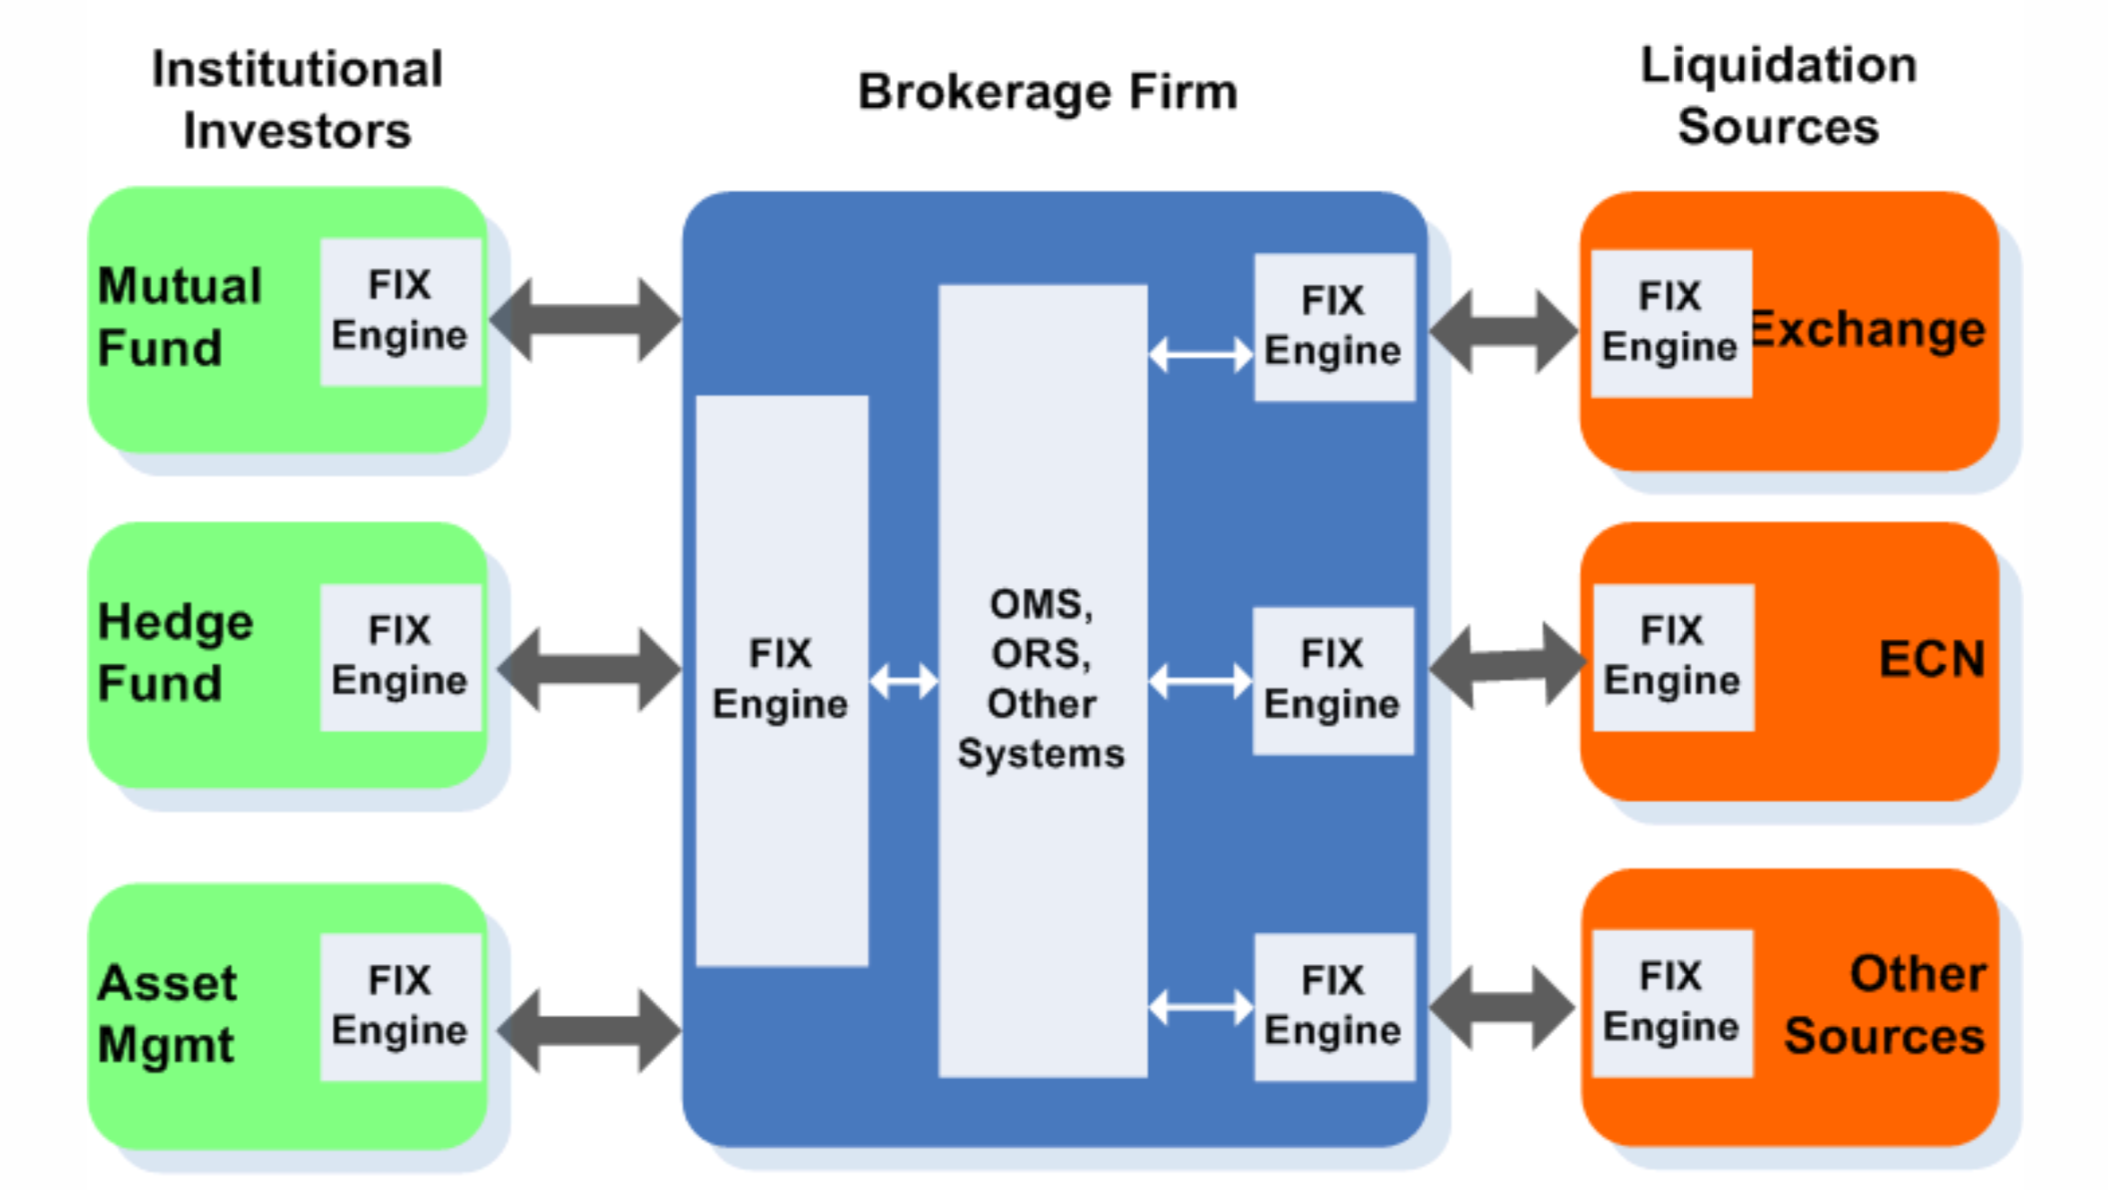 Institutional
Investors
Brokerage Firm
Liquidation
Sources
Mutual
Fund
FIX
Engine
Hedge
Fund
FIX
Engine
Asset
Mgmt
FIX
Engine
FIX
Engine
OMS,
ORS,
Other
Systems
FIX
Engine
FIX
Engine
FIX
Engine
FIX
Engine
Exchange
FIX
Engine
ECN
FIX
Engine
Other
Sources